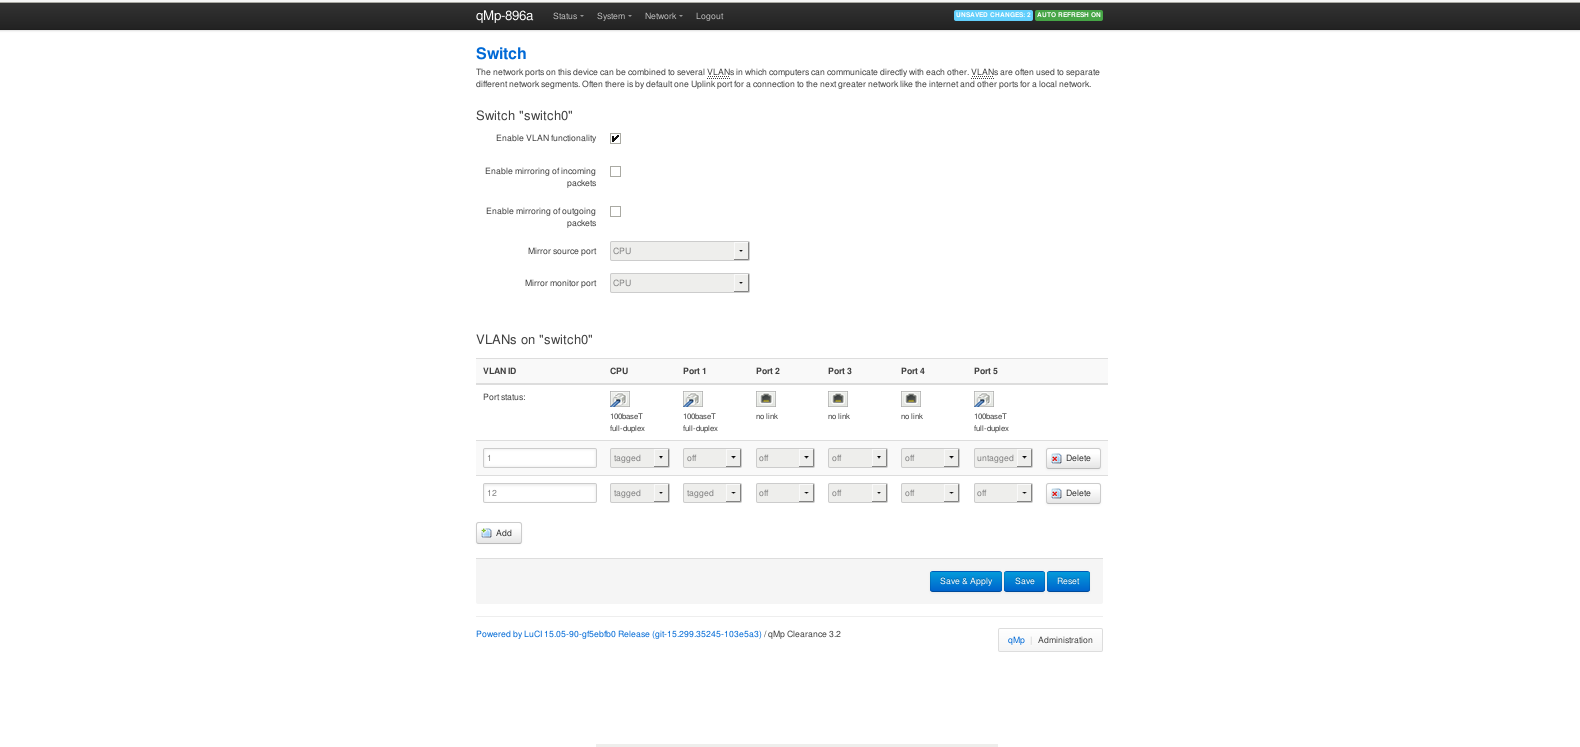 qMp-896a Status System Network Logout UNSAVED CHANGES: 2 AUTO REFRESH ON
Switch
The network ports on this device can be combined to several VLANs in which computers can communicate directly with each other. VLANs are often used to separate
different network segments. Often there is by default one Uplink port for a connection to the next greater network like the internet and other ports for a local network.
Switch "switch0"
Enable VLAN functionality
Enable mirroring of incoming
packets
Enable mirroring of outgoing
packets
Mirror source port CPU
Mirror monitor port CPU
VLANs on "switch0"
VLAN ID CPU Port 1 Port 2 Port 3 Port 4 Port 5
Port status:
100baseT 100baseT no link no link no link 100baseT
full-duplex full-duplex full-duplex
1 tagged off off off off untagged Delete
12 tagged tagged off off off off Delete
Add
Save & Apply Save Reset
Powered by LuCI 15.05-90-gf5ebfb0 Release (git-15.299.35245-103e5a3) / qMp Clearance 3.2
qMp | Administration